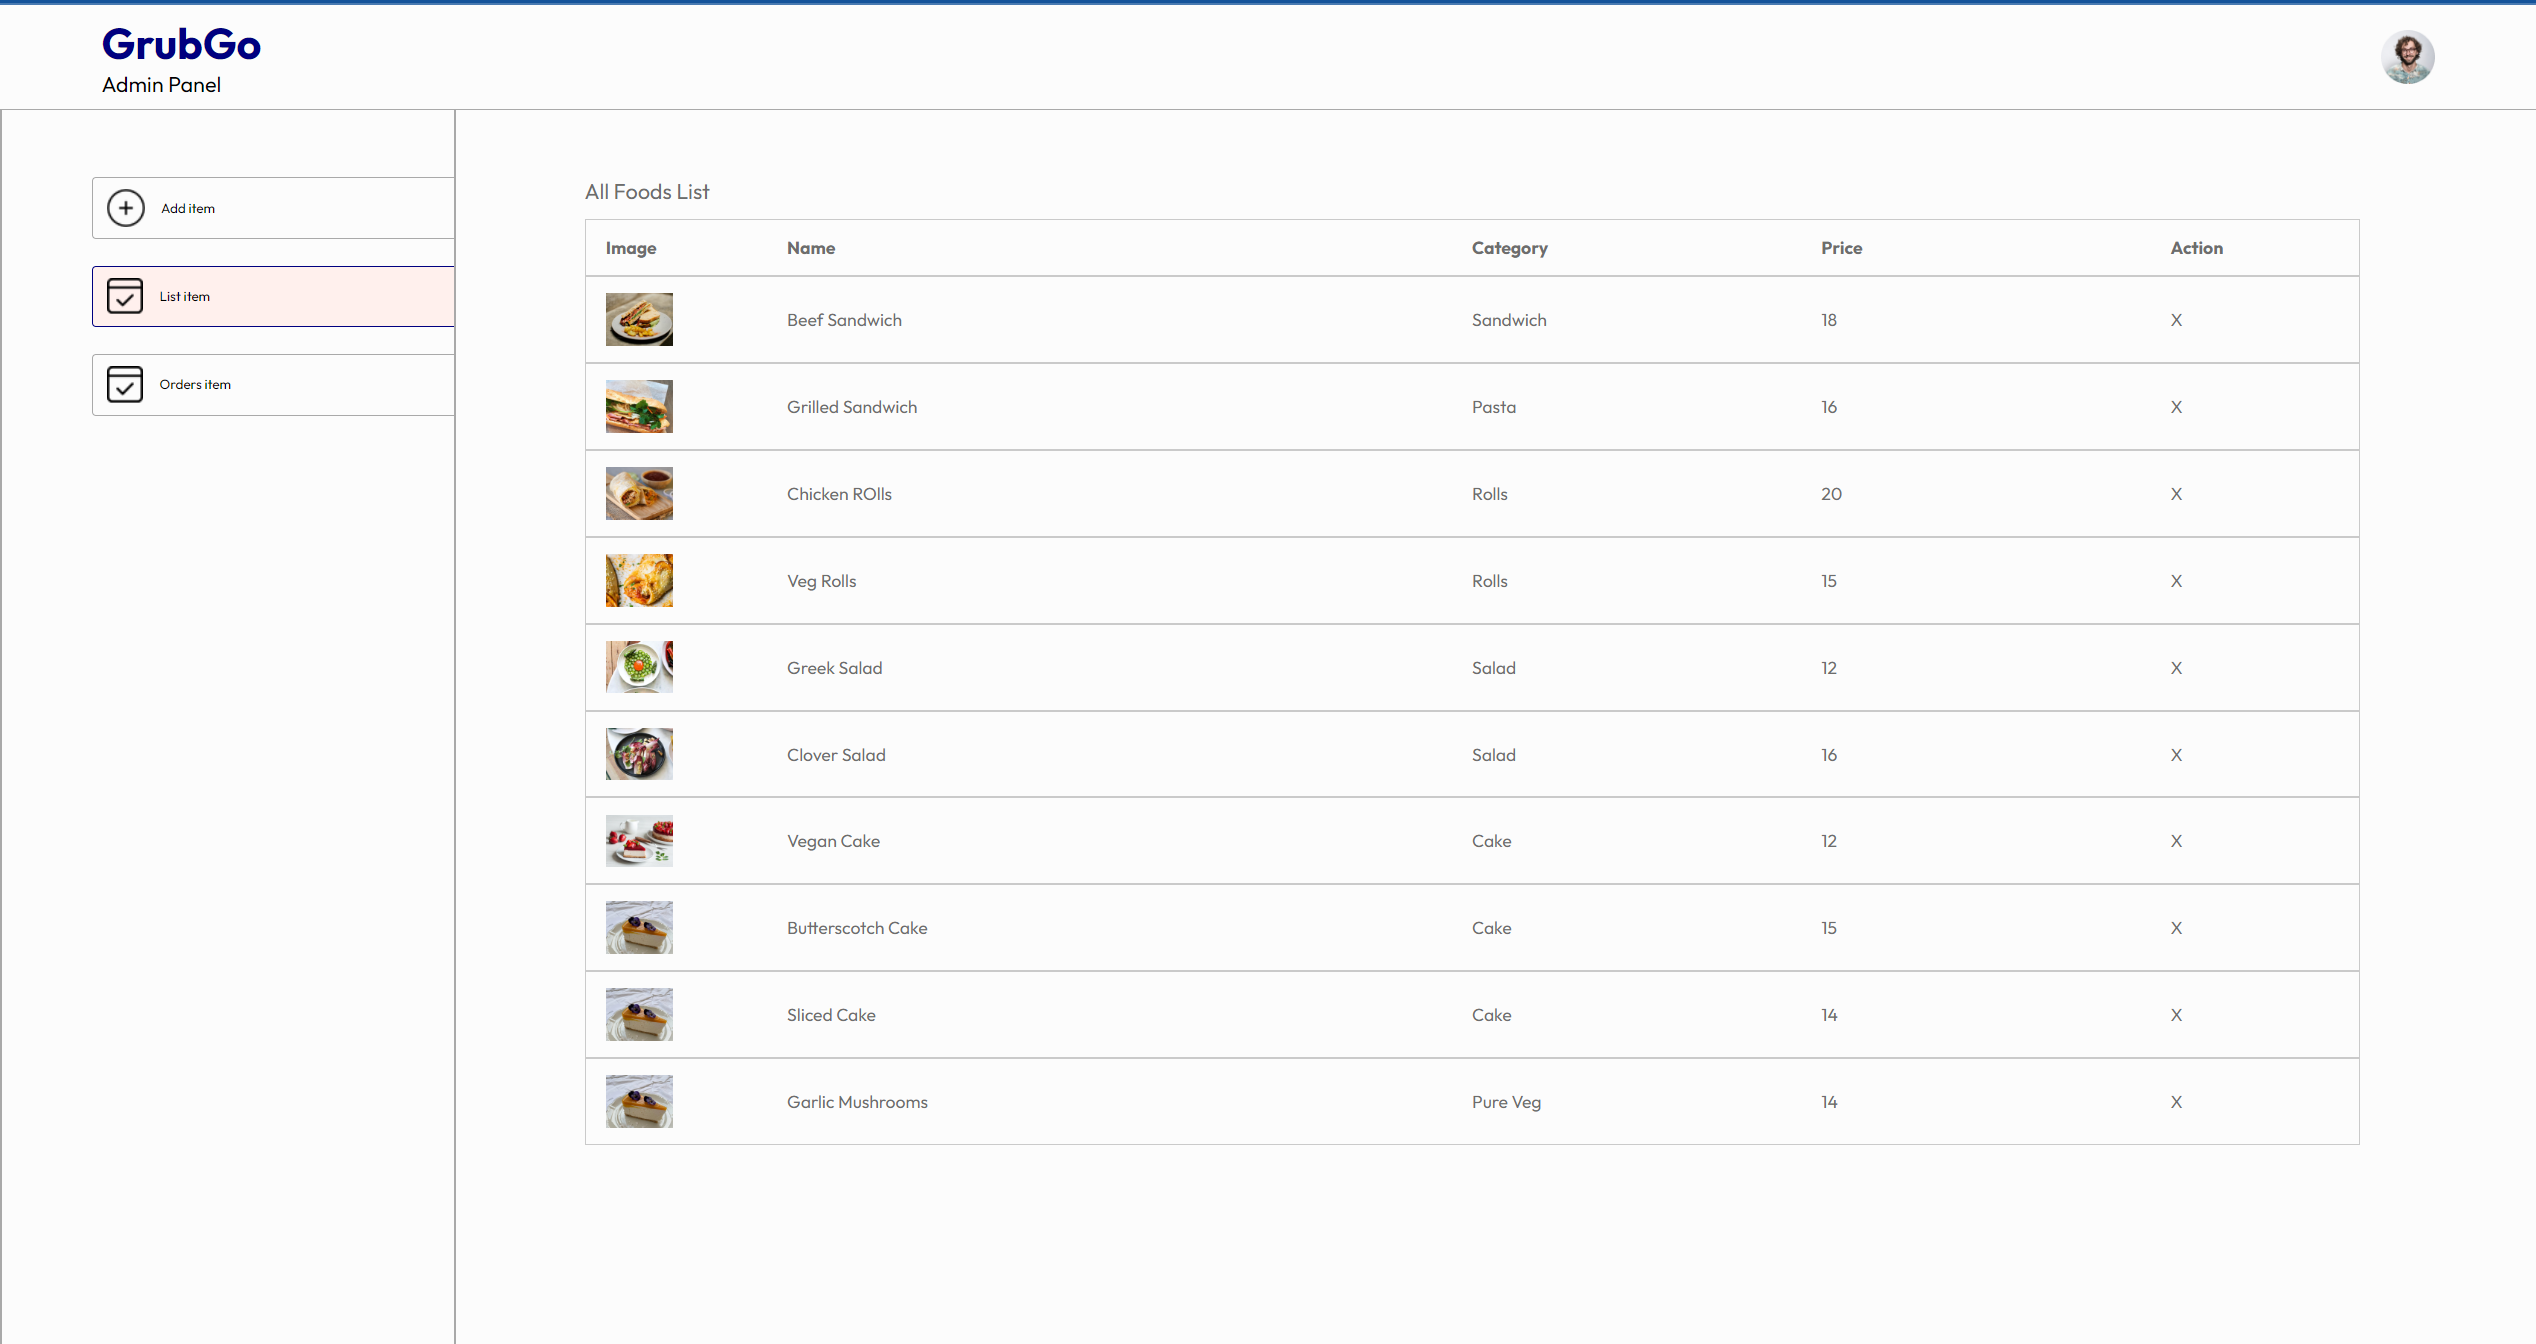 GrubGo
Admin Panel
Add item
List item
Orders item
All Foods List
Image Name Category Price Action
Beef Sandwich Sandwich 18 X
Grilled Sandwich Pasta 16 X
Chicken ROlls Rolls 20 X
Veg Rolls Rolls 15 X
Greek Salad Salad 12 X
Clover Salad Salad 16 X
Vegan Cake Cake 12 X
Butterscotch Cake Cake 15 X
Sliced Cake Cake 14 X
Garlic Mushrooms Pure Veg 14 X